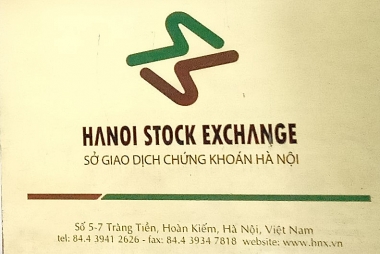 HANOI STOCK EXCHANGE
SỞ GIAO DỊCH CHỨNG KHOÁN HÀ NỘI
Số 5-7 Tràng Tiền, Hoàn Kiếm, Hà Nội, Việt Nam
tel: 84.4 3941 2626 - fax: 84.4 3934 7818 website: www.hnx.vn